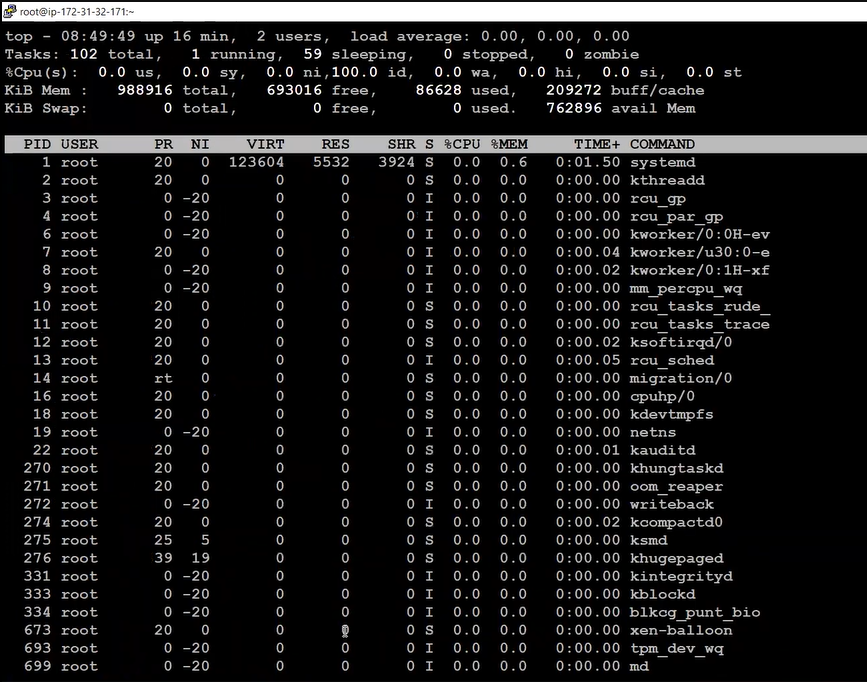 root@ip-172-31-32-171:~
top - 08:49:49 up 16 min,  2 users,  load average: 0.00, 0.00, 0.00
Tasks: 102 total,   1 running,  59 sleeping,   0 stopped,   0 zombie
%Cpu(s):  0.0 us,  0.0 sy,  0.0 ni,100.0 id,  0.0 wa,  0.0 hi,  0.0 si,  0.0 st
KiB Mem :   988916 total,   693016 free,    86628 used,   209272 buff/cache
KiB Swap:        0 total,        0 free,        0 used.   762896 avail Mem
PID USER      PR  NI    VIRT    RES    SHR S %CPU %MEM     TIME+ COMMAND
1 root      20   0  123604   5532   3924 S  0.0  0.6   0:01.50 systemd
2 root      20   0       0      0      0 S  0.0  0.0   0:00.00 kthreadd
3 root       0 -20       0      0      0 I  0.0  0.0   0:00.00 rcu_gp
4 root       0 -20       0      0      0 I  0.0  0.0   0:00.00 rcu_par_gp
6 root       0 -20       0      0      0 I  0.0  0.0   0:00.00 kworker/0:0H-ev
7 root      20   0       0      0      0 I  0.0  0.0   0:00.04 kworker/u30:0-e
8 root       0 -20       0      0      0 I  0.0  0.0   0:00.02 kworker/0:1H-xf
9 root       0 -20       0      0      0 I  0.0  0.0   0:00.00 mm_percpu_wq
10 root      20   0       0      0      0 S  0.0  0.0   0:00.00 rcu_tasks_rude_
11 root      20   0       0      0      0 S  0.0  0.0   0:00.00 rcu_tasks_trace
12 root      20   0       0      0      0 S  0.0  0.0   0:00.02 ksoftirqd/0
13 root      20   0       0      0      0 I  0.0  0.0   0:00.05 rcu_sched
14 root      rt   0       0      0      0 S  0.0  0.0   0:00.00 migration/0
16 root      20   0       0      0      0 S  0.0  0.0   0:00.00 cpuhp/0
18 root      20   0       0      0      0 S  0.0  0.0   0:00.00 kdevtmpfs
19 root       0 -20       0      0      0 I  0.0  0.0   0:00.00 netns
22 root      20   0       0      0      0 S  0.0  0.0   0:00.01 kauditd
270 root      20   0       0      0      0 S  0.0  0.0   0:00.00 khungtaskd
271 root      20   0       0      0      0 S  0.0  0.0   0:00.00 oom_reaper
272 root       0 -20       0      0      0 I  0.0  0.0   0:00.00 writeback
274 root      20   0       0      0      0 S  0.0  0.0   0:00.02 kcompactd0
275 root      25   5       0      0      0 S  0.0  0.0   0:00.00 ksmd
276 root      39  19       0      0      0 S  0.0  0.0   0:00.00 khugepaged
331 root       0 -20       0      0      0 I  0.0  0.0   0:00.00 kintegrityd
333 root       0 -20       0      0      0 I  0.0  0.0   0:00.00 kblockd
334 root       0 -20       0      0      0 I  0.0  0.0   0:00.00 blkcg_punt_bio
673 root      20   0       0      0      0 S  0.0  0.0   0:00.00 xen-balloon
693 root       0 -20       0      0      0 I  0.0  0.0   0:00.00 tpm_dev_wq
699 root       0 -20       0      0      0 I  0.0  0.0   0:00.00 md